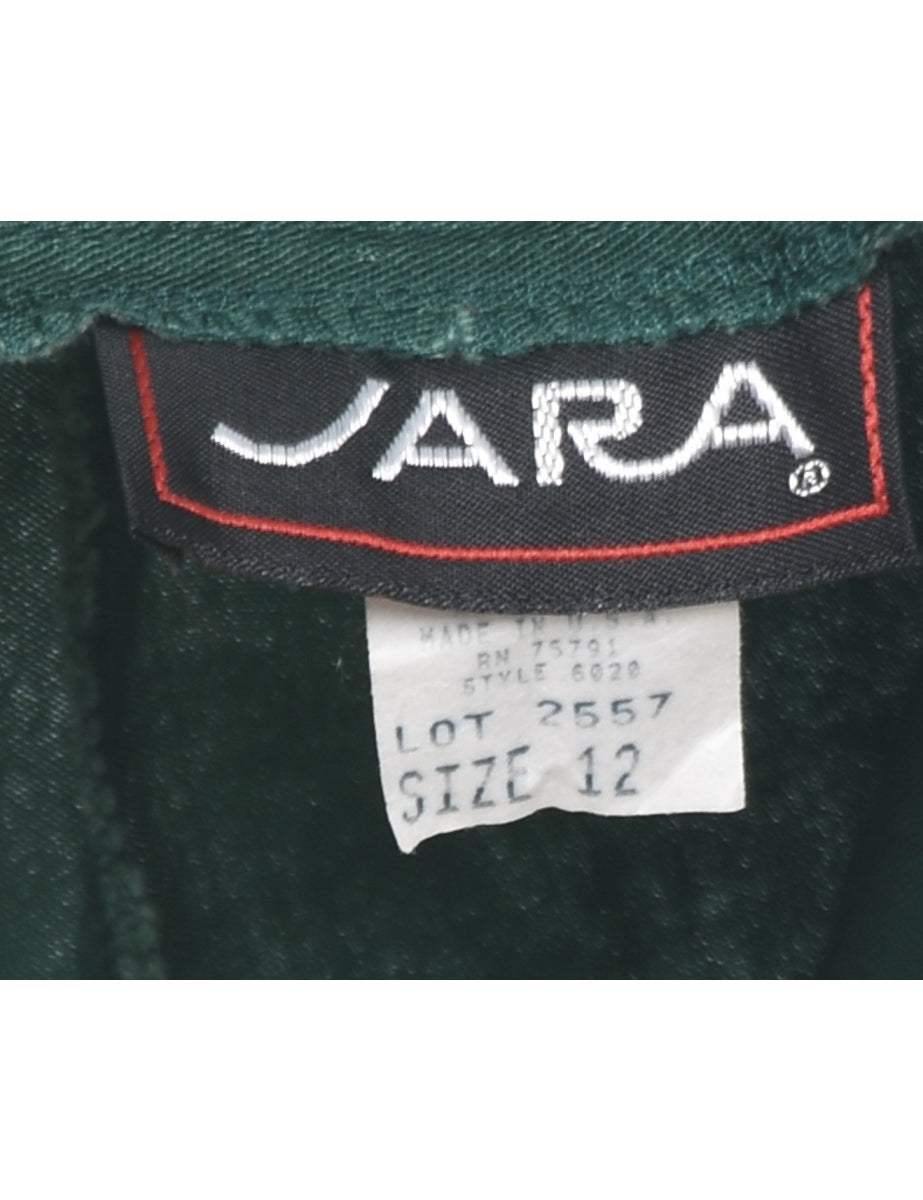 JARA®
MADE IN U.S.A.
RN 75791
STYLE 6020
LOT 2557
SIZE 12